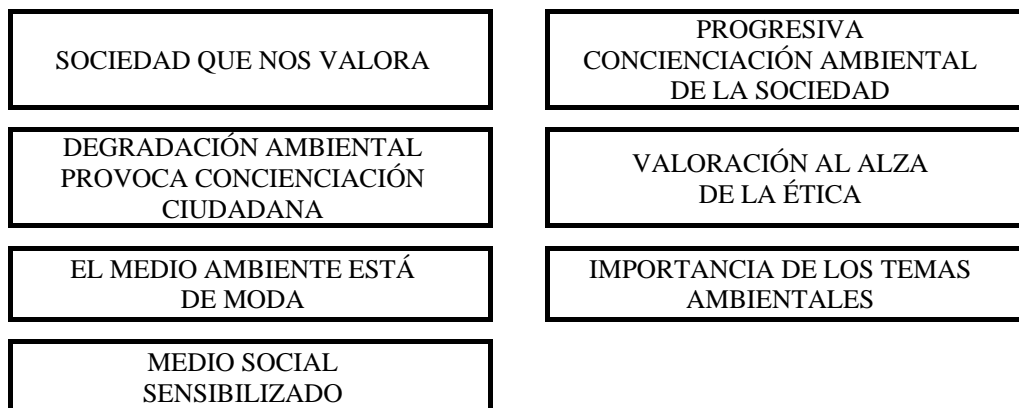 SOCIEDAD QUE NOS VALORA
PROGRESIVA
CONCIENCIACIÓN AMBIENTAL
DE LA SOCIEDAD
DEGRADACIÓN AMBIENTAL
PROVOCA CONCIENCIACIÓN
CIUDADANA
VALORACIÓN AL ALZA
DE LA ÉTICA
EL MEDIO AMBIENTE ESTÁ
DE MODA
IMPORTANCIA DE LOS TEMAS
AMBIENTALES
MEDIO SOCIAL
SENSIBILIZADO